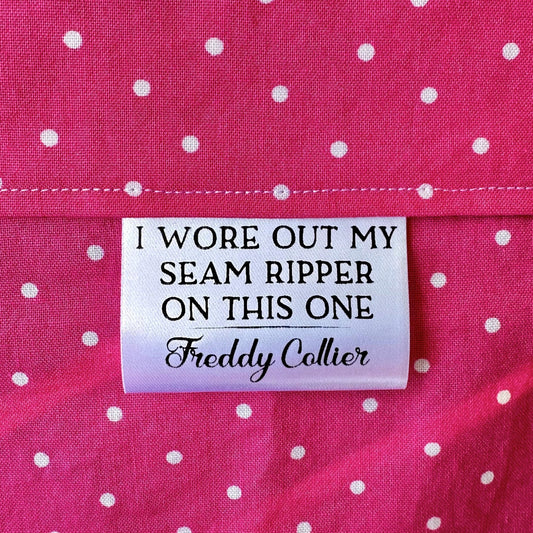 I WORE OUT MY
SEAM RIPPER
ON THIS ONE
Freddy Collier